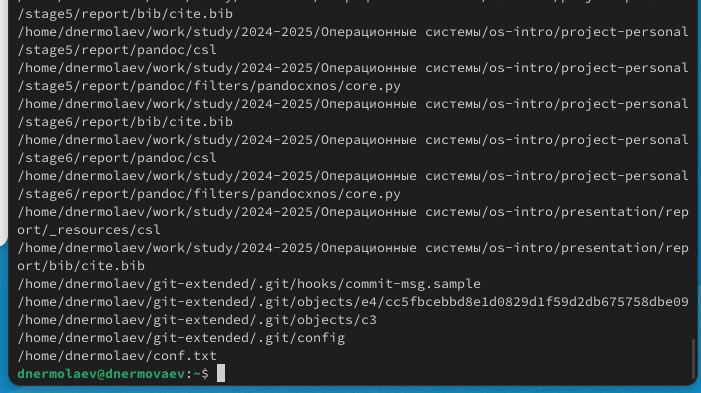 /stage5/report/bib/cite.bib
/home/dnermolaev/work/study/2024-2025/Операционные системы/os-intro/project-personal
/stage5/report/pandoc/csl
/home/dnermolaev/work/study/2024-2025/Операционные системы/os-intro/project-personal
/stage5/report/pandoc/filters/pandocxnos/core.py
/home/dnermolaev/work/study/2024-2025/Операционные системы/os-intro/project-personal
/stage6/report/bib/cite.bib
/home/dnermolaev/work/study/2024-2025/Операционные системы/os-intro/project-personal
/stage6/report/pandoc/csl
/home/dnermolaev/work/study/2024-2025/Операционные системы/os-intro/project-personal
/stage6/report/pandoc/filters/pandocxnos/core.py
/home/dnermolaev/work/study/2024-2025/Операционные системы/os-intro/presentation/rep
ort/_resources/csl
/home/dnermolaev/work/study/2024-2025/Операционные системы/os-intro/presentation/rep
ort/bib/cite.bib
/home/dnermolaev/git-extended/.git/hooks/commit-msg.sample
/home/dnermolaev/git-extended/.git/objects/e4/cc5fbcebbd8e1d0829d1f59d2db675758dbe09
/home/dnermolaev/git-extended/.git/objects/c3
/home/dnermolaev/git-extended/.git/config
/home/dnermolaev/conf.txt
dnermolaev@dnermovaev:~$